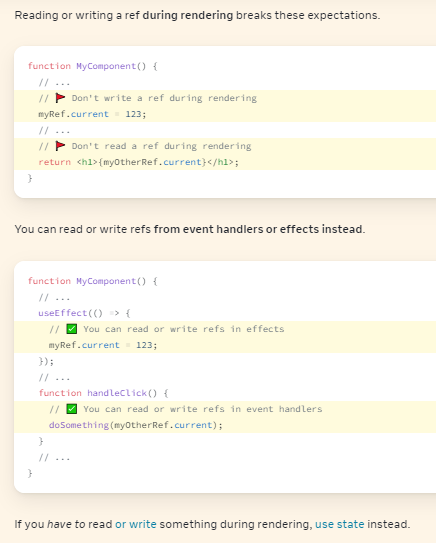 Reading or writing a ref during rendering breaks these expectations.
function MyComponent() {
// ...
// 🚩 Don't write a ref during rendering
myRef.current = 123;
// ...
// 🚩 Don't read a ref during rendering
return <h1>{myOtherRef.current}</h1>;
}
You can read or write refs from event handlers or effects instead.
function MyComponent() {
// ...
useEffect(() => {
// ✅ You can read or write refs in effects
myRef.current = 123;
});
// ...
function handleClick() {
// ✅ You can read or write refs in event handlers
doSomething(myOtherRef.current);
}
// ...
}
If you have to read or write something during rendering, use state instead.